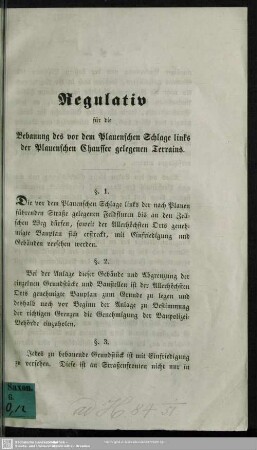 Regulativ
für die
Bebauung des vor dem Plauenschen Schlage links
der Plauenschen Chaussee gelegenen Terrains.
§. 1.
Die vor dem Plauenschen Schlage links der nach Plauen
führenden Straße gelegenen Feldfluren bis an den
schen Weg dürfen, soweit der Allerhöchsten Orts geneh-
migte Bauplan sich erstreckt, mit Einfriedigung und
Gebäuden versehen werden.
§. 2.
Bei der Anlage dieser Gebäude und Abgrenzung der
einzelnen Grundstücke und Baustellen ist der Allerhöchsten
Orts genehmigte Bauplan zum Grunde zu legen und
deshalb noch vor Beginn der Anlage zu Bestimmung
der richtigen Grenzen die Genehmigung der Baupolizei-
Behörde einzuholen.
§. 3.
Jedes zu bebauende Grundstück ist mit Einfriedigung
zu versehen. Diese ist an Straßenfronten nicht nur in
Saxon.
G